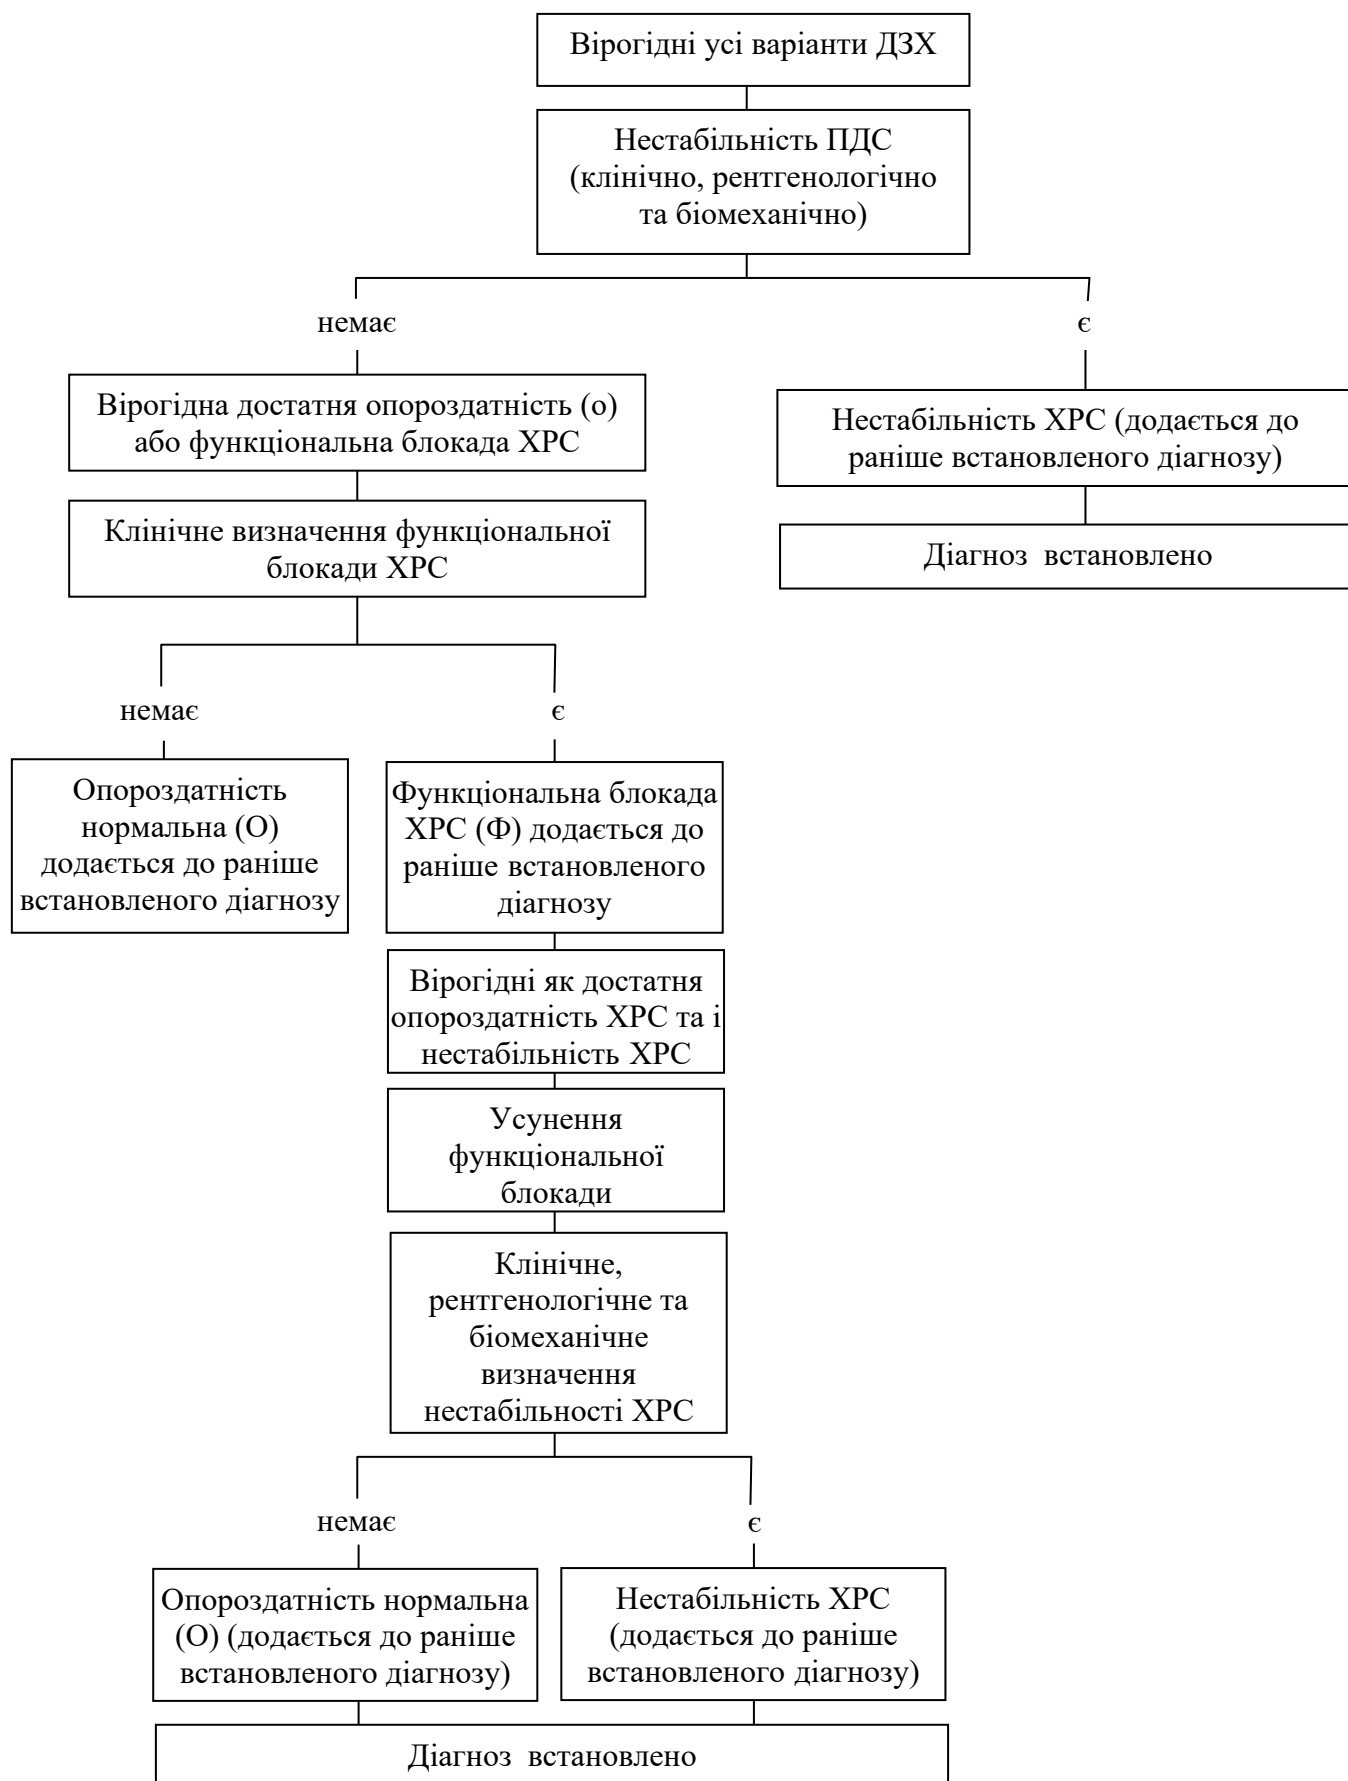 Вірогідні усі варіанти ДЗХ
Нестабільність ПДС
(клінічно, рентгенологічно
та біомеханічно)
немає
є
Вірогідна достатня опороздатність (о)
або функціональна блокада ХРС
Нестабільність ХРС (додається до
раніше встановленого діагнозу)
Клінічне визначення функціональної
блокади ХРС
Діагноз встановлено
немає
є
Опороздатність
нормальна (О)
додається до раніше
встановленого діагнозу
Функціональна блокада
ХРС (Ф) додається до
раніше встановленого
діагнозу
Вірогідні як достатня
опороздатність ХРС та і
нестабільність ХРС
Усунення
функціональної
блокади
Клінічне,
рентгенологічне та
біомеханічне
визначення
нестабільності ХРС
немає
є
Опороздатність нормальна
(О) (додається до раніше
встановленого діагнозу)
Нестабільність ХРС
(додається до раніше
встановленого діагнозу)
Діагноз встановлено